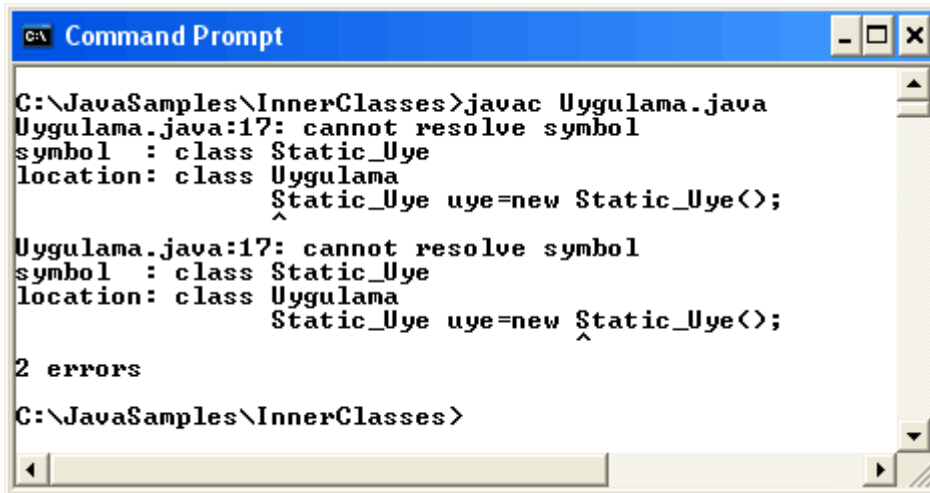 Command Prompt
C:\JavaSamples\InnerClasses>javac Uygulama.java
Uygulama.java:17: cannot resolve symbol
symbol  : class Static_Uye
location: class Uygulama
                Static_Uye uye=new Static_Uye();
                ^
Uygulama.java:17: cannot resolve symbol
symbol  : class Static_Uye
location: class Uygulama
                Static_Uye uye=new Static_Uye();
                                   ^
2 errors
C:\JavaSamples\InnerClasses>